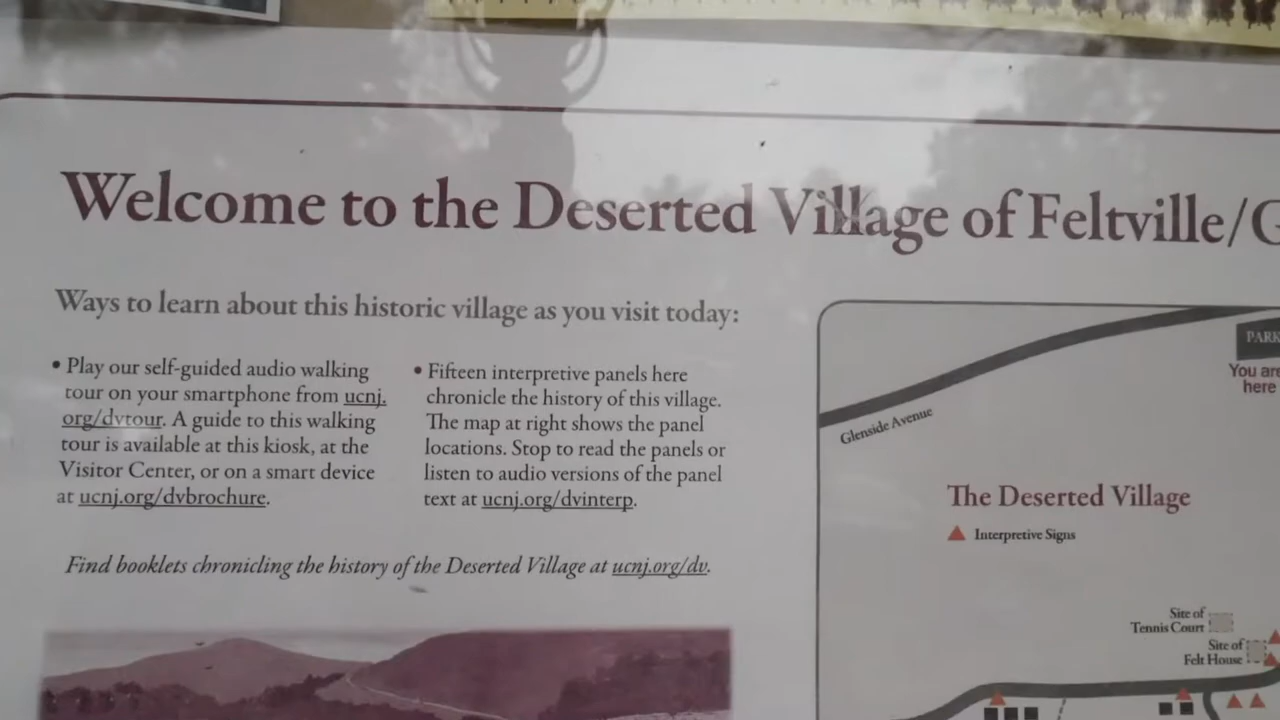 Welcome to the Deserted Village of Feltville/G
Ways to learn about this historic village as you visit today:
• Play our self-guided audio walking
tour on your smartphone from ucnj.
org/dvtour. A guide to this walking
tour is available at this kiosk, at the
Visitor Center, or on a smart device
at ucnj.org/dvbrochure.
• Fifteen interpretive panels here
chronicle the history of this village.
The map at right shows the panel
locations. Stop to read the panels or
listen to audio versions of the panel
text at ucnj.org/dvinterp.
Find booklets chronicling the history of the Deserted Village at ucnj.org/dv.
PARK
You are
here
Glenside Avenue
The Deserted Village
Interpretive Signs
Site of
Tennis Court
Site of
Felt House